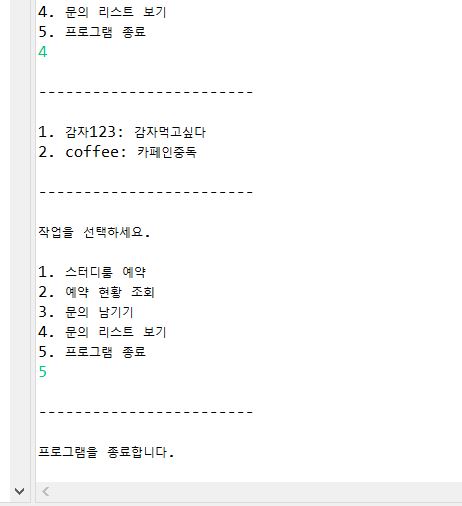 4. 문의 리스트 보기
5. 프로그램 종료
4
------------------------
1. 감자123: 감자먹고싶다
2. coffee: 카페인중독
------------------------
작업을 선택하세요.
1. 스터디룸 예약
2. 예약 현황 조회
3. 문의 남기기
4. 문의 리스트 보기
5. 프로그램 종료
5
------------------------
프로그램을 종료합니다.